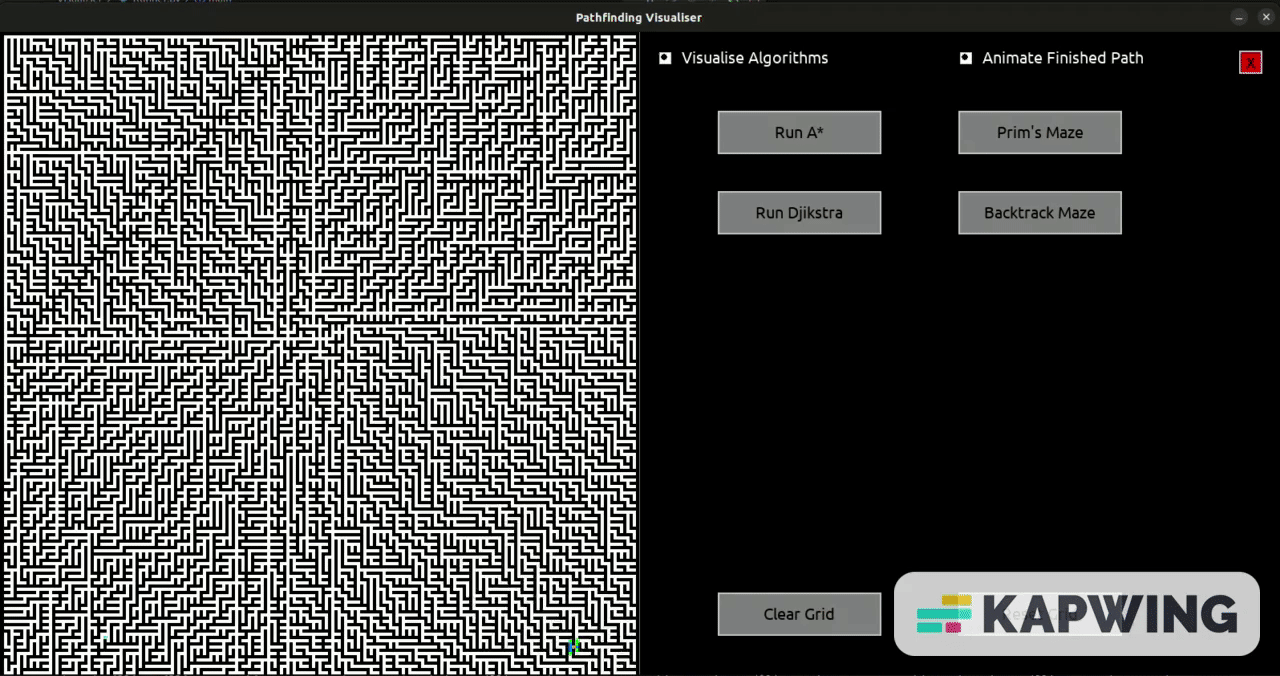 Pathfinding Visualiser
Visualise Algorithms
Animate Finished Path
X
Run A*
Prim's Maze
Run Djikstra
Backtrack Maze
Clear Grid
KAPWING